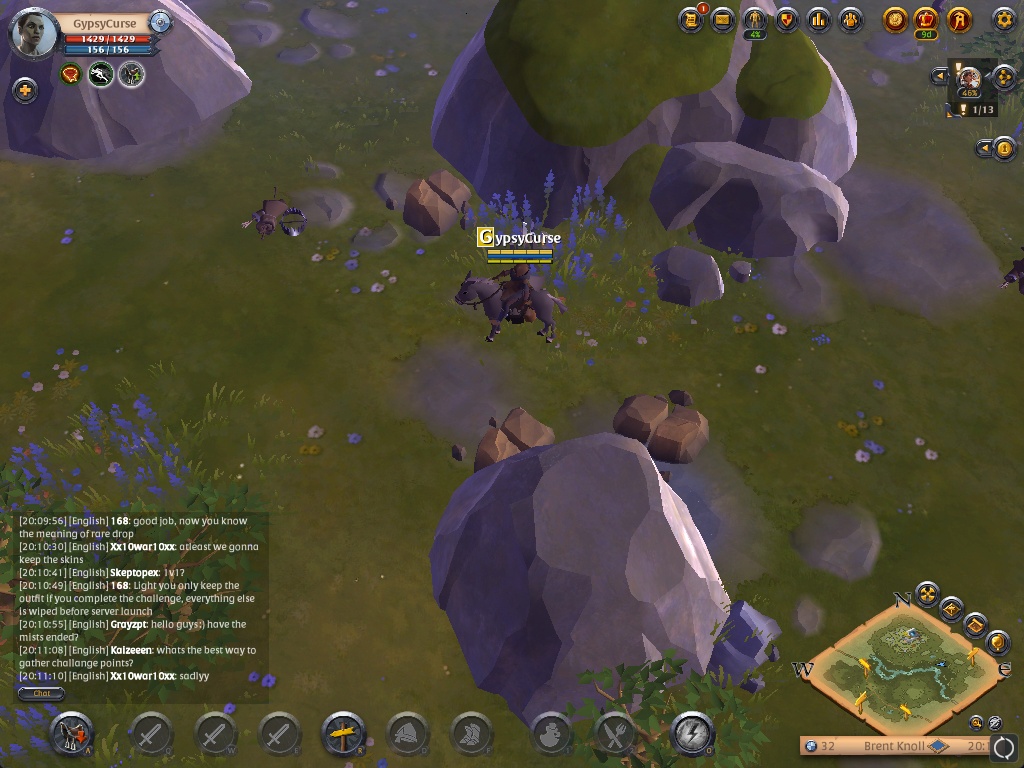 GypsyCurse
1429 / 1429
156 / 156
1
4%
9d
46%
1/13
GypsyCurse
[20:09:56] [English] 168: good job, now you know
the meaning of rare drop
[20:10:30] [English] Xx10war10xx: atleast we gonna
keep the skins
[20:10:41] [English] Skeptopex: 1v1?
[20:10:49] [English] 168: Light you only keep the
outfit if you complete the challenge, everything else
is wiped before server launch
[20:10:55] [English] Grayzpt: hello guys:) have the
mists ended?
[20:11:08] [English] Kaizeeen: whats the best way to
gather challange points?
[20:11:10] [English] Xx10war10xx: sadlyy
Chat
A
Q
W
E
R
D
F
N
W
E
32
Brent Knoll
20: